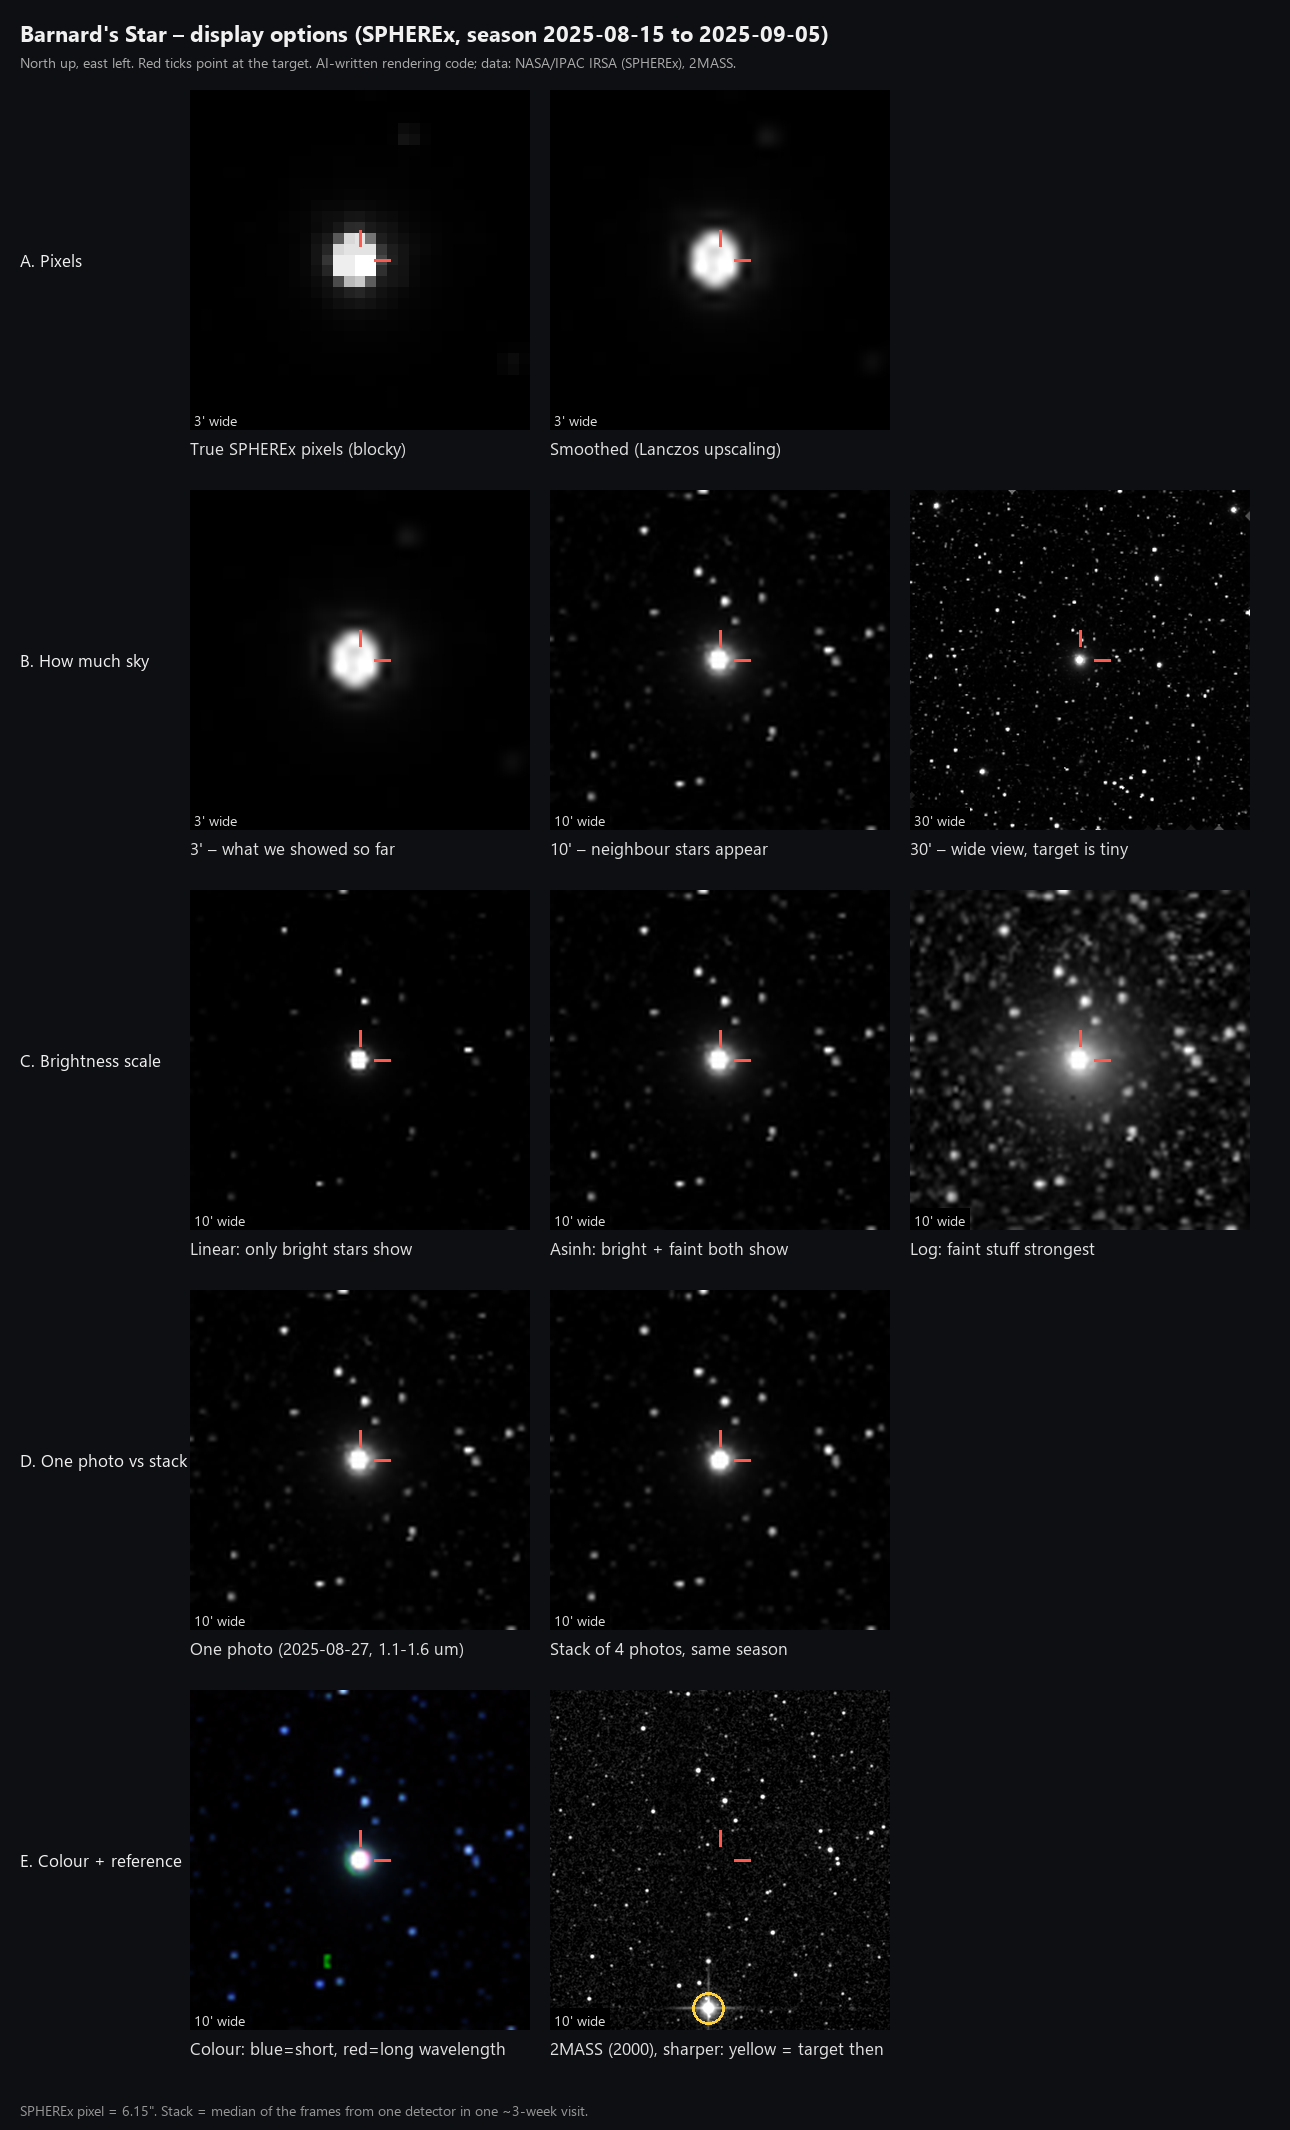 Barnard's Star – display options (SPHEREx, season 2025-08-15 to 2025-09-05)
North up, east left. Red ticks point at the target. AI-written rendering code; data: NASA/IPAC IRSA (SPHEREx), 2MASS.
A. Pixels
3' wide
3' wide
True SPHEREx pixels (blocky)
Smoothed (Lanczos upscaling)
B. How much sky
3' wide
10' wide
30' wide
3' – what we showed so far
10' – neighbour stars appear
30' – wide view, target is tiny
C. Brightness scale
10' wide
10' wide
10' wide
Linear: only bright stars show
Asinh: bright + faint both show
Log: faint stuff strongest
D. One photo vs stack
10' wide
10' wide
One photo (2025-08-27, 1.1-1.6 um)
Stack of 4 photos, same season
E. Colour + reference
10' wide
10' wide
Colour: blue=short, red=long wavelength
2MASS (2000), sharper: yellow = target then
SPHEREx pixel = 6.15". Stack = median of the frames from one detector in one ~3-week visit.